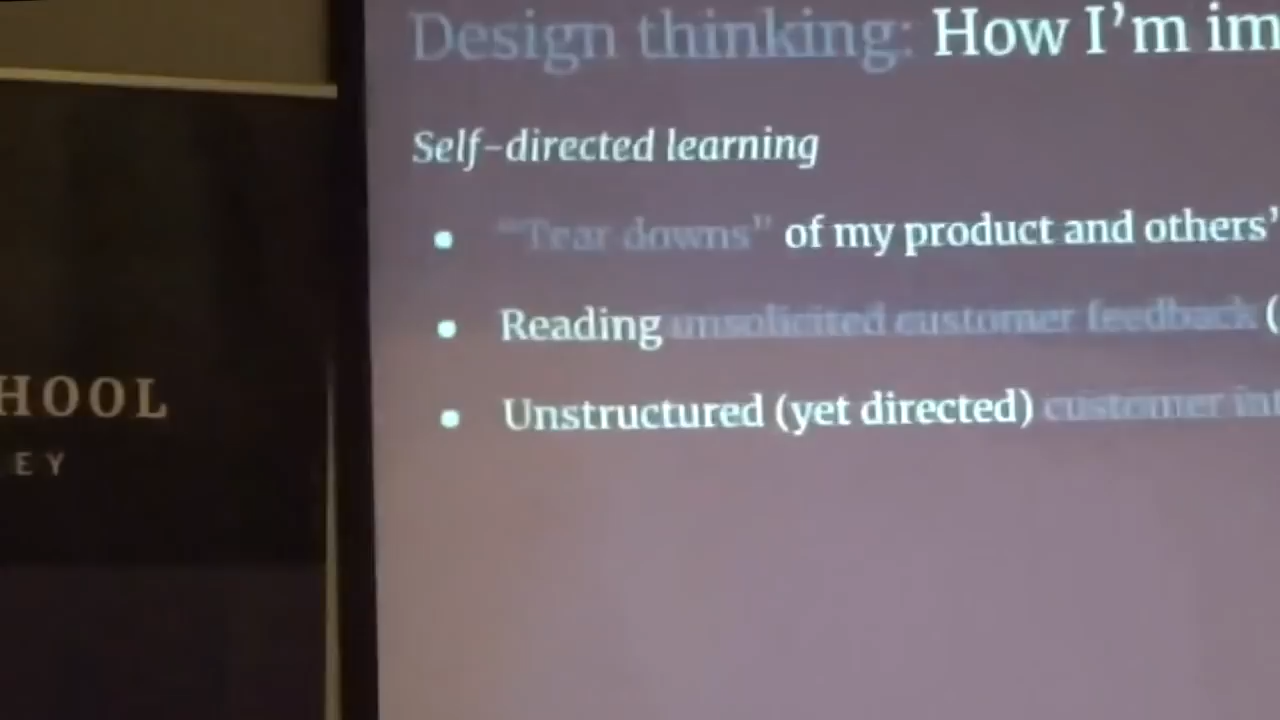 Design thinking: How I'm im
Self-directed learning
• "Tear downs" of my product and others'
• Reading unsolicited customer feedback (
• Unstructured (yet directed) customer int
HOOL
EY